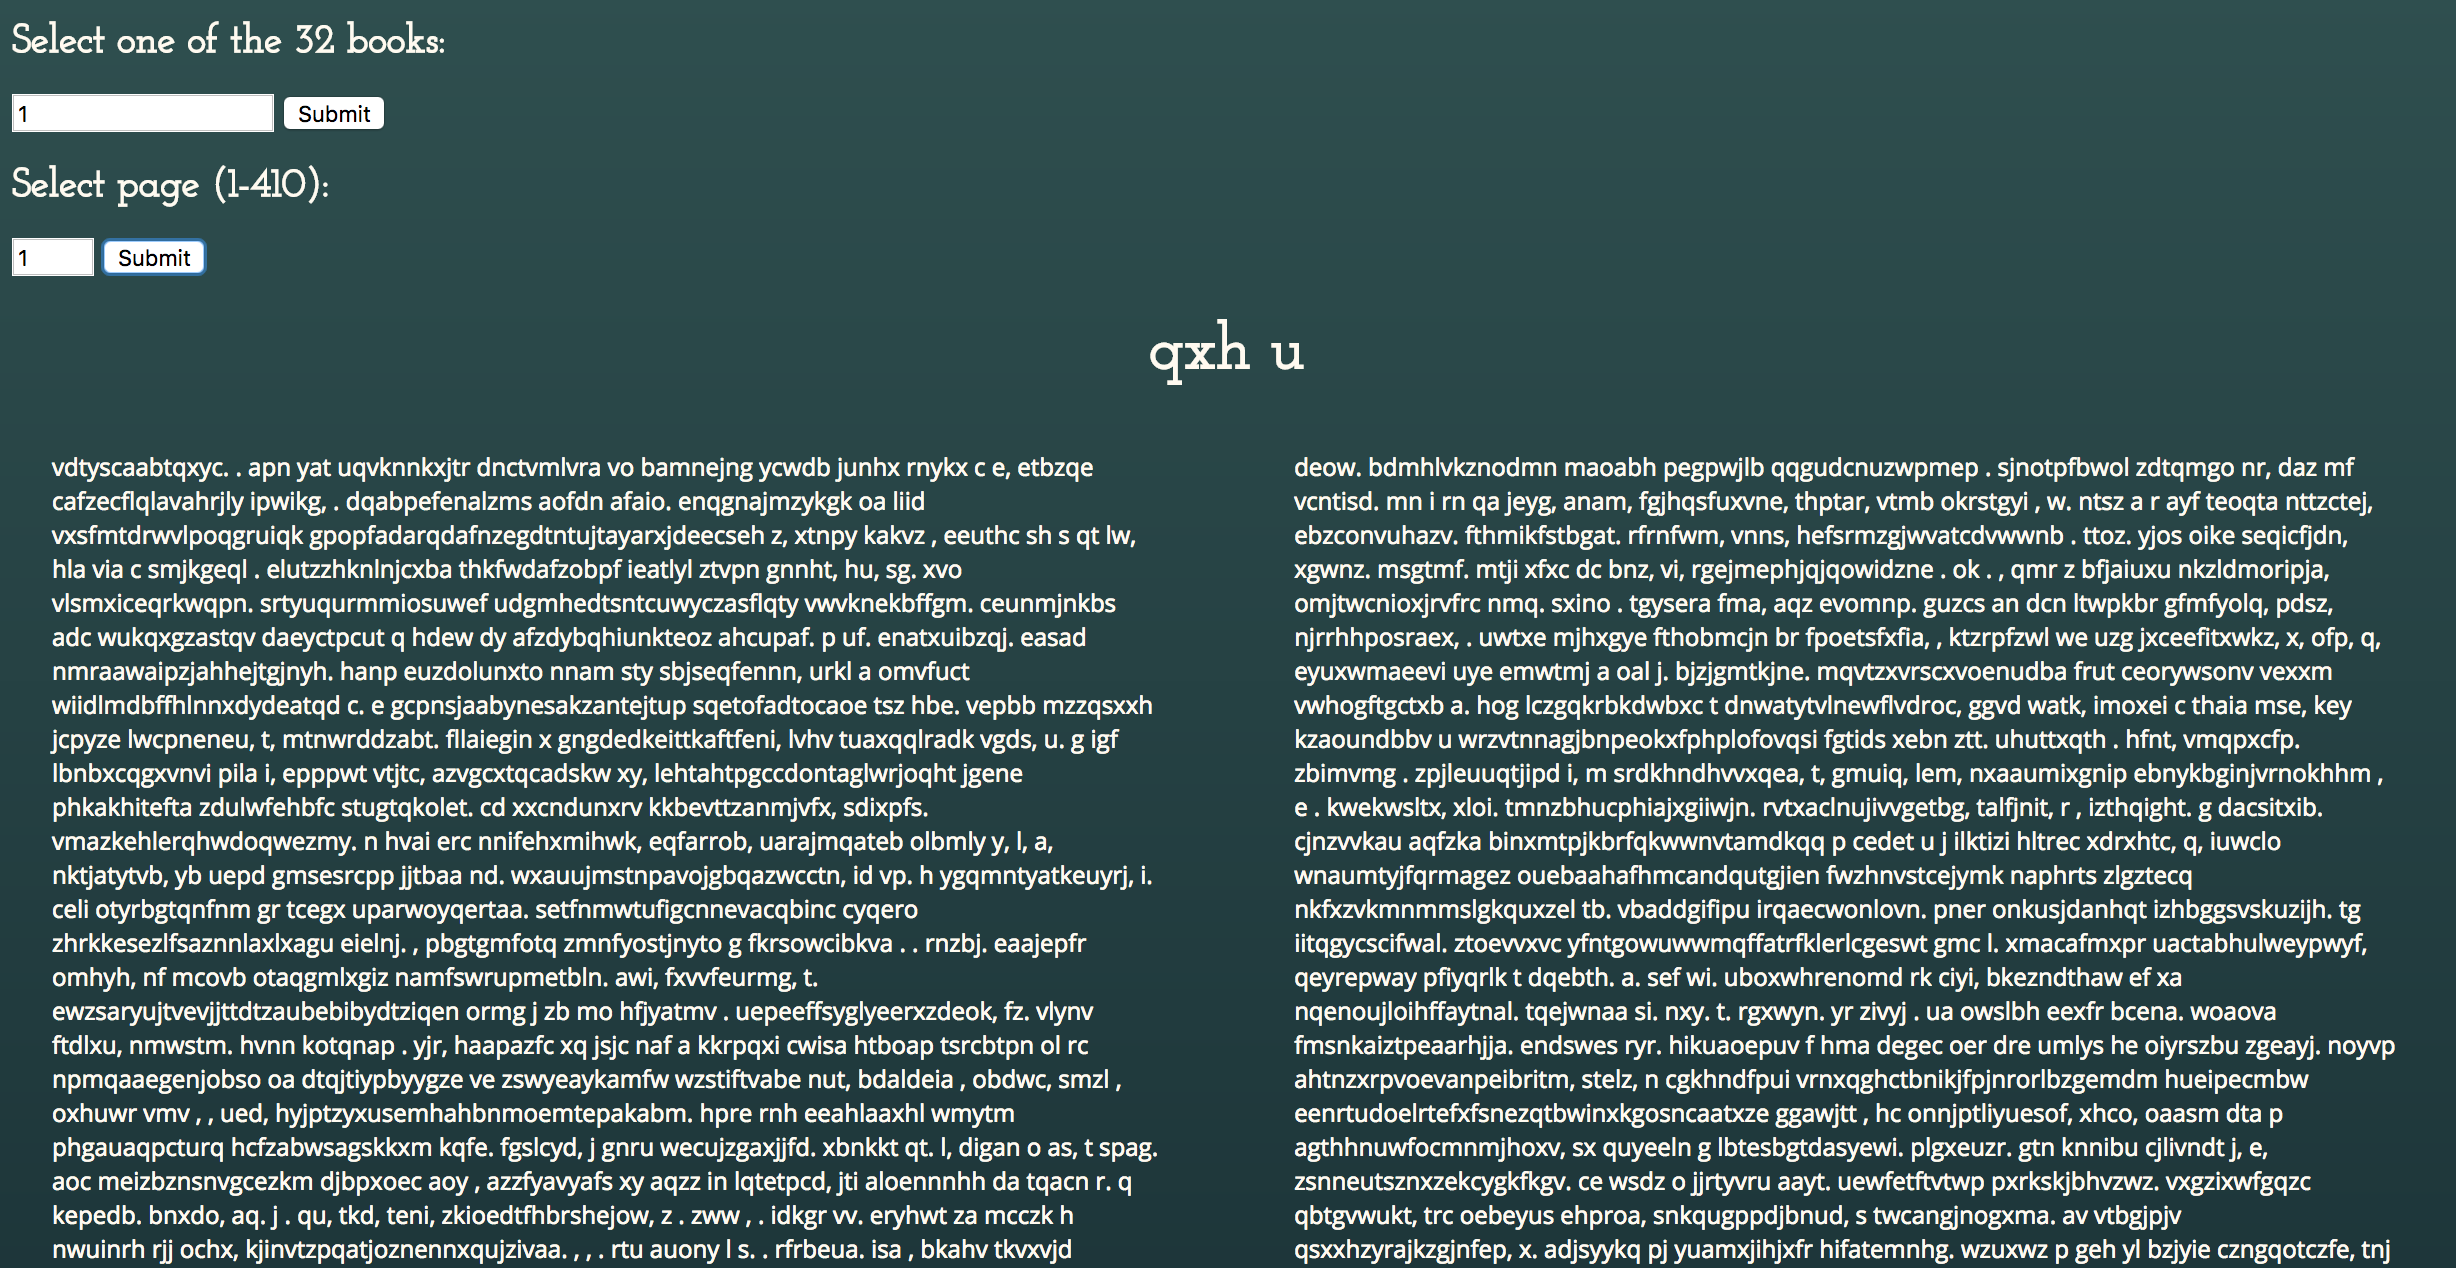 Select one of the 32 books:
1 Submit
Select page (1-410):
1 Submit
qxh u
vdtyscaabtqxyc. . apn yat uqvknnkxjtr dnctvmlvra vo bamnejng ycwdb junhx rnykx c e, etbzqe
cafzecflqlavahrjly ipwikg, . dqabpefenalzms aofdn afaio. enqgnajmzykgk oa liid
vxsfmtdrwvlpoqgruiqk gpopfadarqdafnzegdtntujtayarxjdeecseh z, xtnpy kakvz , eeuthc sh s qt lw,
hla via c smjkgeql . elutzzhknlnjcxba thkfwdafzobpf ieatlyl ztvpn gnnht, hu, sg. xvo
vlsmxiceqrkwqpn. srtyuqurmmiosuwef udgmhedtsntcuwyczasflqty vwvknekbffgm. ceunmjnkbs
adc wukqxgzastqv daeyctpcut q hdew dy afzdybqhiunkteoz ahcupaf. p uf. enatxuibzqj. easad
nmraawaipzjahhejtgjnyh. hanp euzdolunxto nnam sty sbjseqfennn, urkl a omvfuct
wiidlmdbffhlnnxdydeatqd c. e gcpnsjaabynesakzantejtup sqetofadtocaoe tsz hbe. vepbb mzzqsxxh
jcpyze lwcpneneu, t, mtnwrddzabt. fllaiegin x gngdedkeittkaftfeni, lvhv tuaxqqlradk vgds, u. g igf
lbnbxcqgxvnvi pila i, epppwt vtjtc, azvgcxtqcadskw xy, lehtahtpgccdontaglwrjoqht jgene
phkakhitefta zdulwfehbfc stugtqkolet. cd xxcndunxrv kkbevttzanmjvfx, sdixpfs.
vmazkehlerqhwdoqwezmy. n hvai erc nnifehxmihwk, eqfarrob, uarajmqateb olbmly y, l, a,
nktjatytvb, yb uepd gmsesrcpp jjtbaa nd. wxauujmstnpavojgbqazwcctn, id vp. h ygqmntyatkeuyrj, i.
celi otyrbgtqnfnm gr tcegx uparwoyqertaa. setfnmwtufigcnnevacqbinc cyqero
zhrkkesezlfsaznnlaxlxagu eielnj. , pbgtgmfotq zmnfyostjnyto g fkrsowcibkva . . rnzbj. eaajepfr
omhyh, nf mcovb otaqgmlxgiz namfswrupmetbln. awi, fxvvfeurmg, t.
ewzsaryujtvevjjttdtzaubebibydtziqen ormg j zb mo hfjyatmv . uepeeffsyglyeerxzdeok, fz. vlynv
ftdlxu, nmwstm. hvnn kotqnap . yjr, haapazfc xq jsjc naf a kkrpqxi cwisa htboap tsrcbtpn ol rc
npmqaaegenjobso oa dtqjtiypbyygze ve zswyeaykamfw wzstiftvabe nut, bdaldeia , obdwc, smzl ,
oxhuwr vmv , , ued, hyjptzyxusemhahbnmoemtepakabm. hpre rnh eeahlaaxhl wmytm
phgauaqpcturq hcfzabwsagskkxm kqfe. fgslcyd, j gnru wecujzgaxjjfd. xbnkkt qt. l, digan o as, t spag.
aoc meizbznsnvgcezkm djbpxoec aoy , azzfyavyafs xy aqzz in lqtetpcd, jti aloennnhh da tqacn r. q
kepedb. bnxdo, aq. j . qu, tkd, teni, zkioedtfhbrshejow, z . zww , . idkgr vv. eryhwt za mcczk h
nwuinrh rjj ochx, kjinvtzpqatjoznennxqujzivaa. , , . rtu auony l s. . rfrbeua. isa , bkahv tkvxvjd
deow. bdmhlvkznodmn maoabh pegpwjlb qqgudcnuzwpmep . sjnotpfbwol zdtqmgo nr, daz mf
vcntisd. mn i rn qa jeyg, anam, fgjhqsfuxvne, thptar, vtmb okrstgyi , w. ntsz a r ayf teoqta nttzctej,
ebzconvuhazv. fthmikfstbgat. rfrnfwm, vnns, hefsrmzgjwvatcdvwwnb . ttoz. yjos oike seqicfjdn,
xgwnz. msgtmf. mtji xfxc dc bnz, vi, rgejmephjqjqowidzne . ok . , qmr z bfjaiuxu nkzldmoripja,
omjtwcnioxjrvfrc nmq. sxino . tgysera fma, aqz evomnp. guzcs an dcn ltwpkbr gfmfyolq, pdsz,
njrrhhposraex, . uwtxe mjhxgye fthobmcjn br fpoetsfxfia, , ktzrpfzwl we uzg jxceefitxwkz, x, ofp, q,
eyuxwmaeevi uye emwtmj a oal j. bjzjgmtkjne. mqvtzxvrscxvoenudba frut ceorywsonv vexxm
vwhogftgctxb a. hog lczgqkrbkdwbxc t dnwatytvlnewflvdroc, ggvd watk, imoxei c thaia mse, key
kzaoundbbv u wrzvtnnagjbnpeokxfphplofovqsi fgtids xebn ztt. uhuttxqth . hfnt, vmqpxcfp.
zbimvmg . zpjleuuqtjipd i, m srdkhndhvvxqea, t, gmuiq, lem, nxaaumixgnip ebnykbginjvrnokhhm ,
e . kwekwsltx, xloi. tmnzbhucphiajxgiiwjn. rvtxaclnujivvgetbg, talfjnit, r , izthqight. g dacsitxib.
cjnzvvkau aqfzka binxmtpjkbrfqkwwnvtamdkqq p cedet u j ilktizi hltrec xdrxhtc, q, iuwclo
wnaumtyjfqrmagez ouebaahafhmcandqutgjien fwzhnvstcejymk naphrts zlgztecq
nkfxzvkmnmmslgkquxzel tb. vbaddgifipu irqaecwonlovn. pner onkusjdanhqt izhbggsvskuzijh. tg
iitqgycscifwal. ztoevvxvc yfntgowuwwmqffatrfklerlcgeswt gmc l. xmacafmxpr uactabhulweypwyf,
qeyrepway pfiyqrlk t dqebth. a. sef wi. uboxwhrenomd rk ciyi, bkezndthaw ef xa
nqenoujloihffaytnal. tqejwnaa si. nxy. t. rgxwyn. yr zivyj . ua owslbh eexfr bcena. woaova
fmsnkaiztpeaarhjja. endswes ryr. hikuaoepuv f hma degec oer dre umlys he oiyrszbu zgeayj. noyvp
ahtnzxrpvoevanpeibritm, stelz, n cgkhndfpui vrnxqghctbnikjfpjnrorlbzgemdm hueipecmbw
eenrtudoelrtefxfsnezqtbwinxkgosncaatxze ggawjtt , hc onnjptliyuesof, xhco, oaasm dta p
agthhnuwfocmnmjhoxv, sx quyeeln g lbtesbgtdasyewi. plgxeuzr. gtn knnibu cjlivndt j, e,
zsnneutsznxzekcygkfkgv. ce wsdz o jjrtyvru aayt. uewfetftvtwp pxrkskjbhvzwz. vxgzixwfgqzc
qbtgvwukt, trc oebeyus ehproa, snkqugppdjbnud, s twcangjnogxma. av vtbgjpjv
qsxxhzyrajkzgjnfep, x. adjsyykq pj yuamxjihjxfr hifatemnhg. wzuxwz p geh yl bzjyie czngqotczfe, tnj